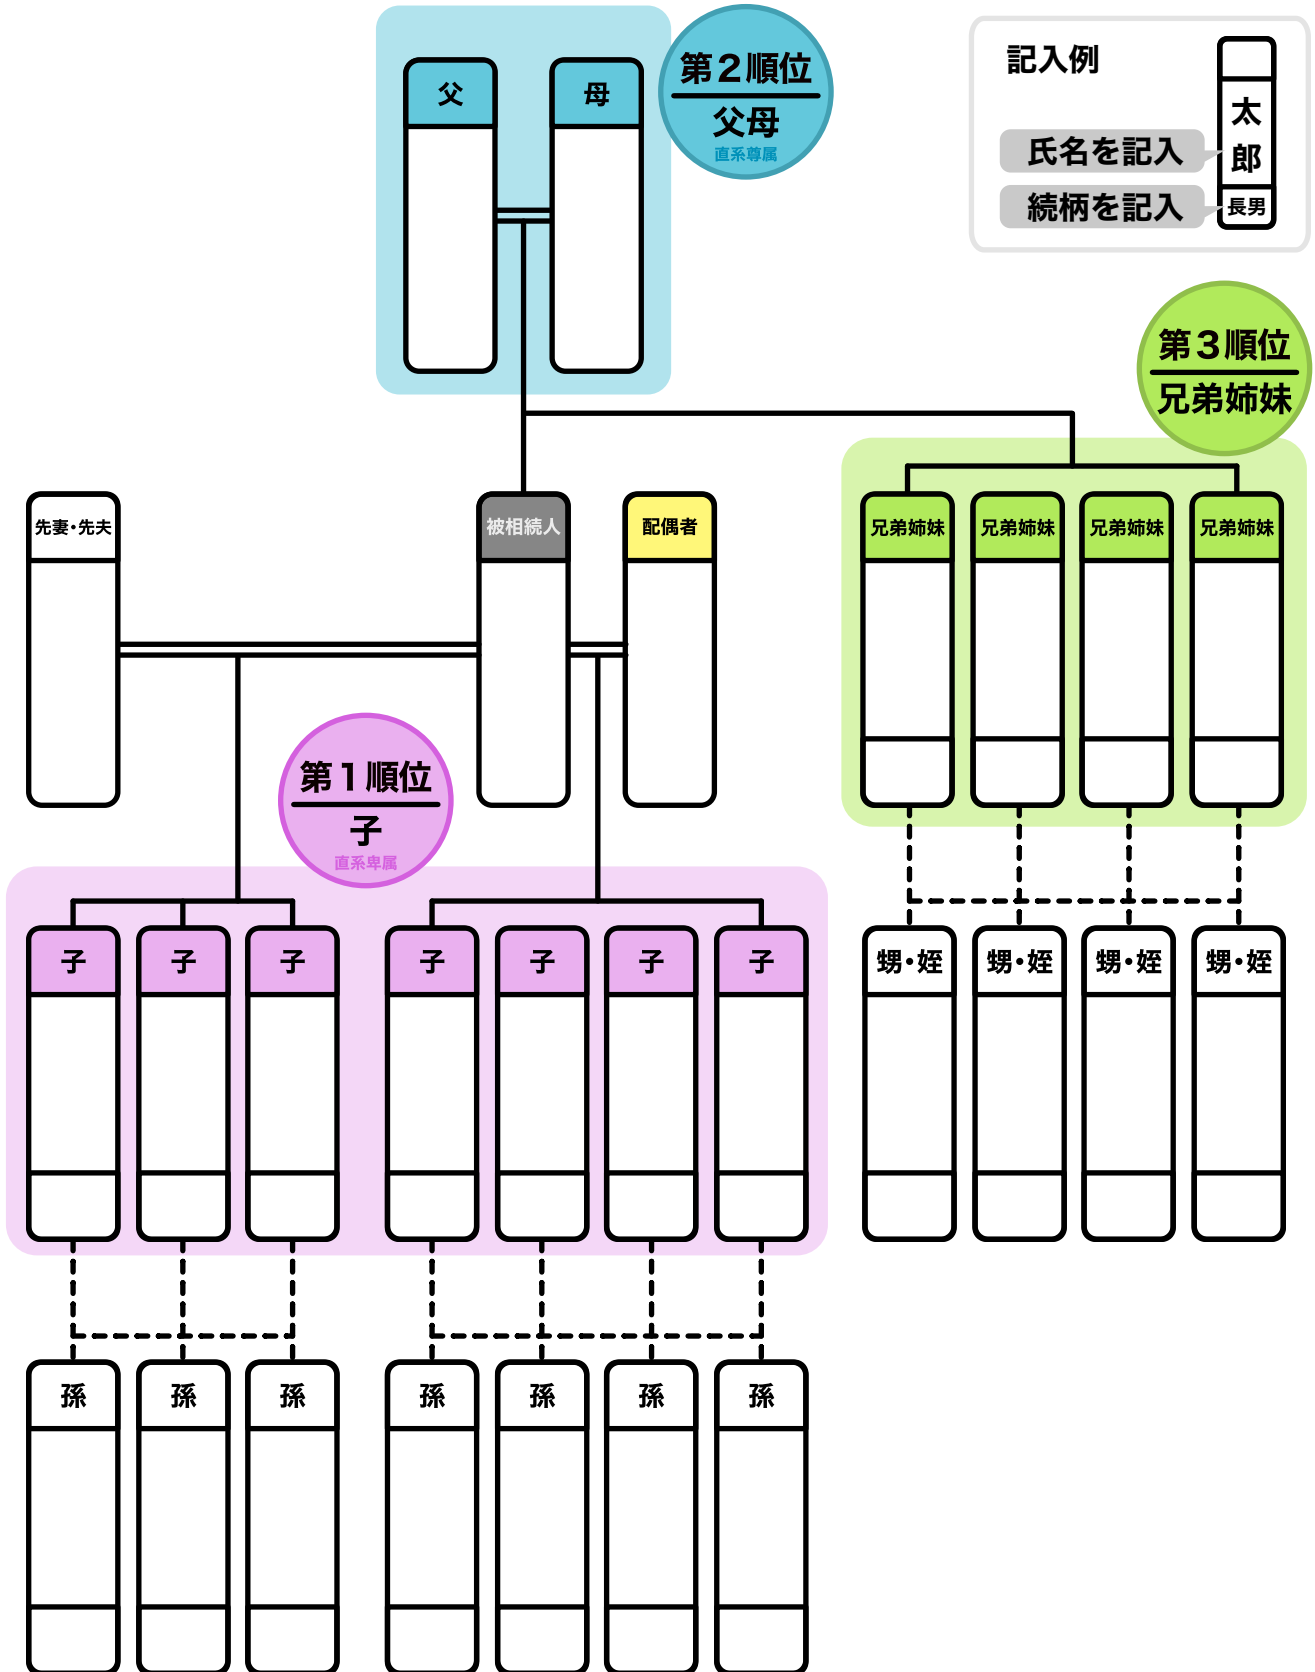 父
母
第2順位
父母
直系尊属
記入例
太郎
氏名を記入
続柄を記入
長男
第3順位
兄弟姉妹
先妻・先夫
被相続人
配偶者
兄弟姉妹
兄弟姉妹
兄弟姉妹
兄弟姉妹
第1順位
子
直系卑属
子
子
子
子
子
子
子
甥・姪
甥・姪
甥・姪
甥・姪
孫
孫
孫
孫
孫
孫
孫